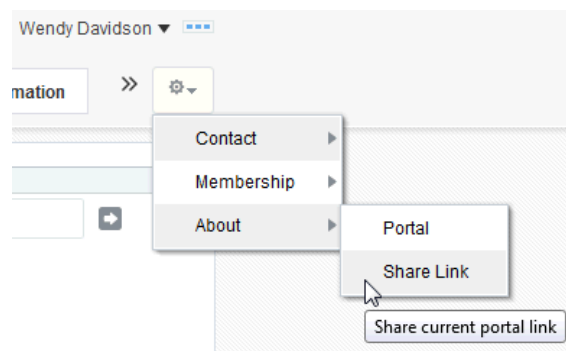 Wendy Davidson
mation
Contact
Membership
About
Portal
Share Link
Share current portal link